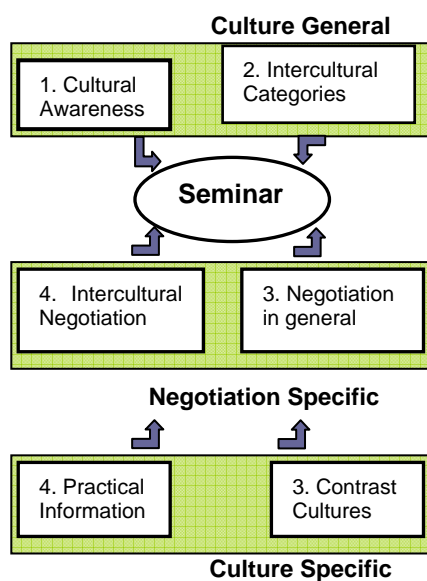 Culture General
1. Cultural
Awareness
2. Intercultural
Categories
Seminar
4. Intercultural
Negotiation
3. Negotiation
in general
Negotiation Specific
4. Practical
Information
3. Contrast
Cultures
Culture Specific